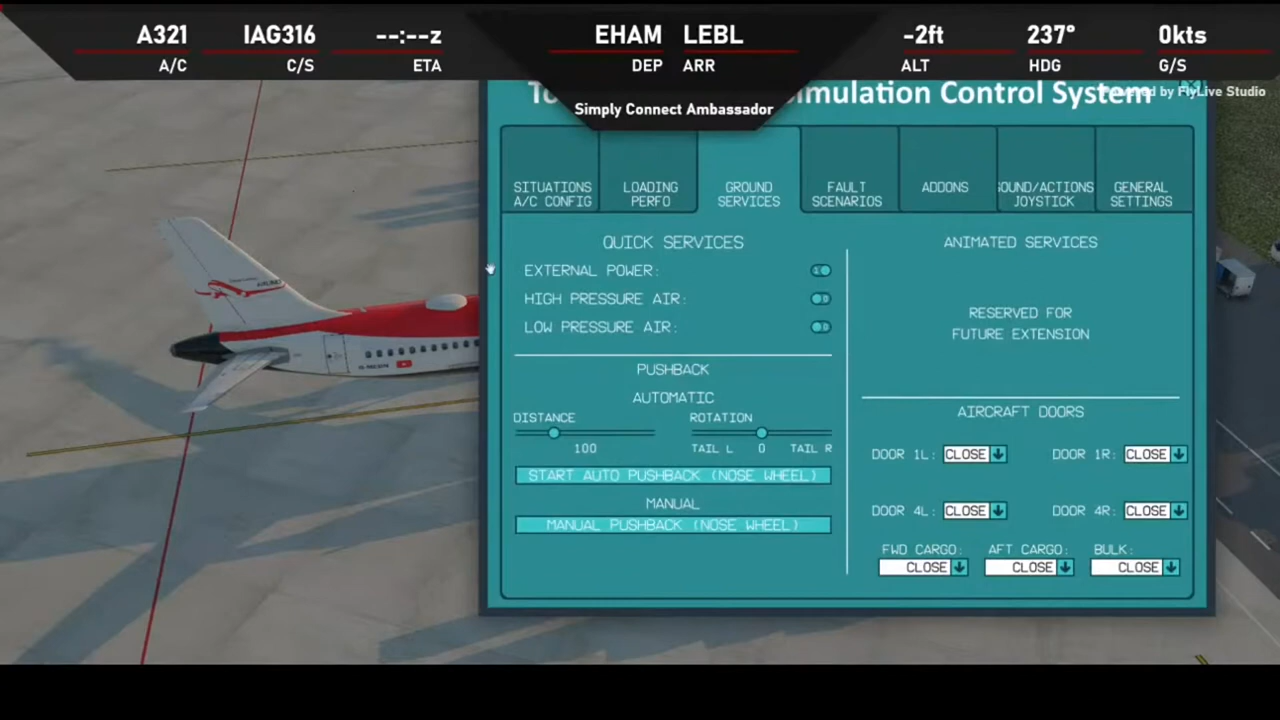 A321 IAG316 --:--z EHAM LEBL -2ft 237° 0kts
A/C C/S ETA DEP ARR ALT HDG G/S
Simulation Control System
Powered by FlyLive Studio
Simply Connect Ambassador
SITUATIONS
A/C CONFIG
LOADING
PERFO
GROUND
SERVICES
FAULT
SCENARIOS
ADDONS
OUND/ACTIONS
JOYSTICK
GENERAL
SETTINGS
QUICK SERVICES
EXTERNAL POWER:
HIGH PRESSURE AIR:
LOW PRESSURE AIR:
PUSHBACK
AUTOMATIC
DISTANCE ROTATION
100 TAIL L 0 TAIL R
START AUTO PUSHBACK (NOSE WHEEL)
MANUAL
MANUAL PUSHBACK (NOSE WHEEL)
ANIMATED SERVICES
RESERVED FOR
FUTURE EXTENSION
AIRCRAFT DOORS
DOOR 1L: CLOSE DOOR 1R: CLOSE
DOOR 4L: CLOSE DOOR 4R: CLOSE
FWD CARGO: AFT CARGO: BULK:
CLOSE CLOSE CLOSE